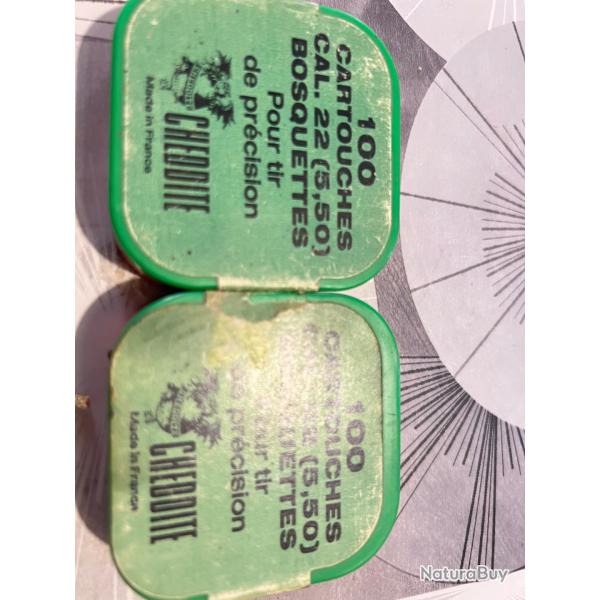 100
CARTOUCHES
CAL. 22 (5,50)
BOSQUETTES
Pour tir
de précision
CHEDDITE
Made in France
100
CARTOUCHES
22 (5,50)
tir
précision
CHEDDITE
Made in France
NaturaBuy